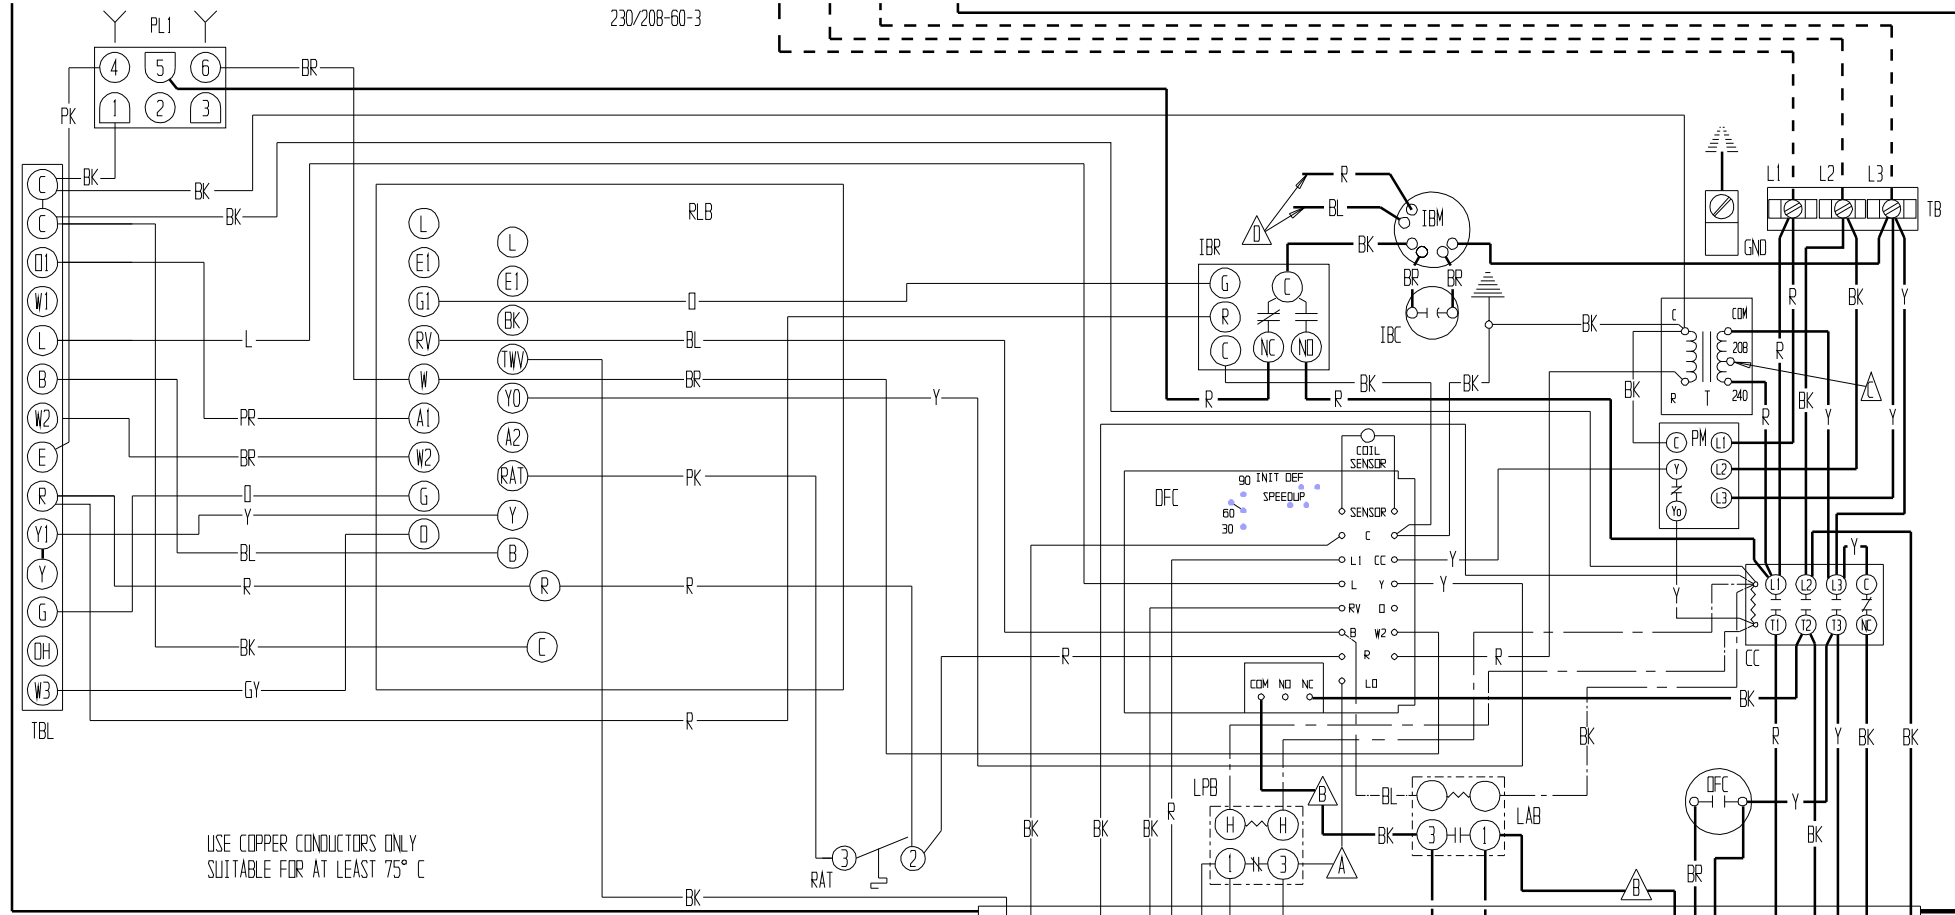 230/208-60-3
PL1
4 5 6
1 2 3
BR
PK
BK
BK
BK
C
C
O1
W1
L
B
W2
E
R
Y1
Y
G
OH
W3
TBL
L
PR
BR
O
Y
BL
R
BK
GY
RLB
L
E1
G1
RV
W
A1
W2
G
O
L
E1
BK
TWV
YO
A2
RAT
Y
B
R
C
O
BL
BR
Y
PK
R
R
R
BK
RAT
3
2
USE COPPER CONDUCTORS ONLY
SUITABLE FOR AT LEAST 75° C
D
R
BL
IBM
BK
BR
BR
IBC
IBR
G
R
C
C
NC
NO
R
R
BK
BK
BK
BK
GND
L1 L2 L3
TB
R
BK
Y
R
BK
Y
Y
R
C
COM
208
240
R
T
C
PM
C
Y
Yo
L1
L2
L3
Y
COIL
SENSOR
DFC
90 INIT DEF
SPEEDUP
60
30
SENSOR
C
L1 CC
L Y
RV O
B W2
R
LO
COM NO NC
Y
Y
R
Y
L1 L2 L3 C
T1 T2 T3 NC
CC
BK
BK
R
Y
BK
BK
OFC
Y
BK
BR
LPB
H H
1 3
A
B
BL
BK
LAB
3 1
B
BK
BK
BK
R